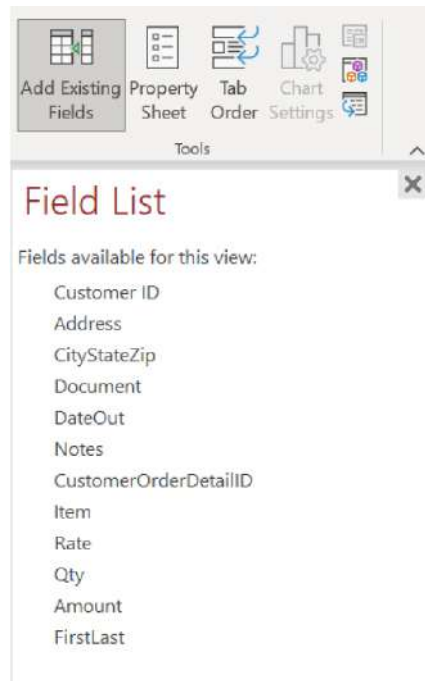 Add Existing Property Tab Chart
Fields Sheet Order Settings
Tools
Field List
Fields available for this view:
Customer ID
Address
CityStateZip
Document
DateOut
Notes
CustomerOrderDetailID
Item
Rate
Qty
Amount
FirstLast